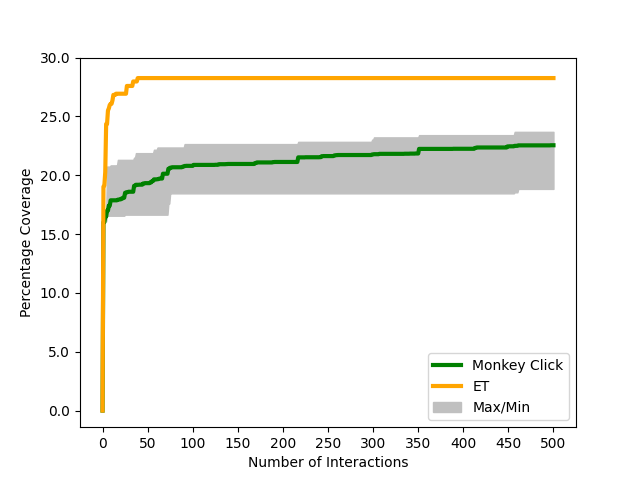 30.0
25.0
20.0
15.0
10.0
5.0
0.0
Percentage Coverage
Monkey Click
ET
Max/Min
0 50 100 150 200 250 300 350 400 450 500
Number of Interactions